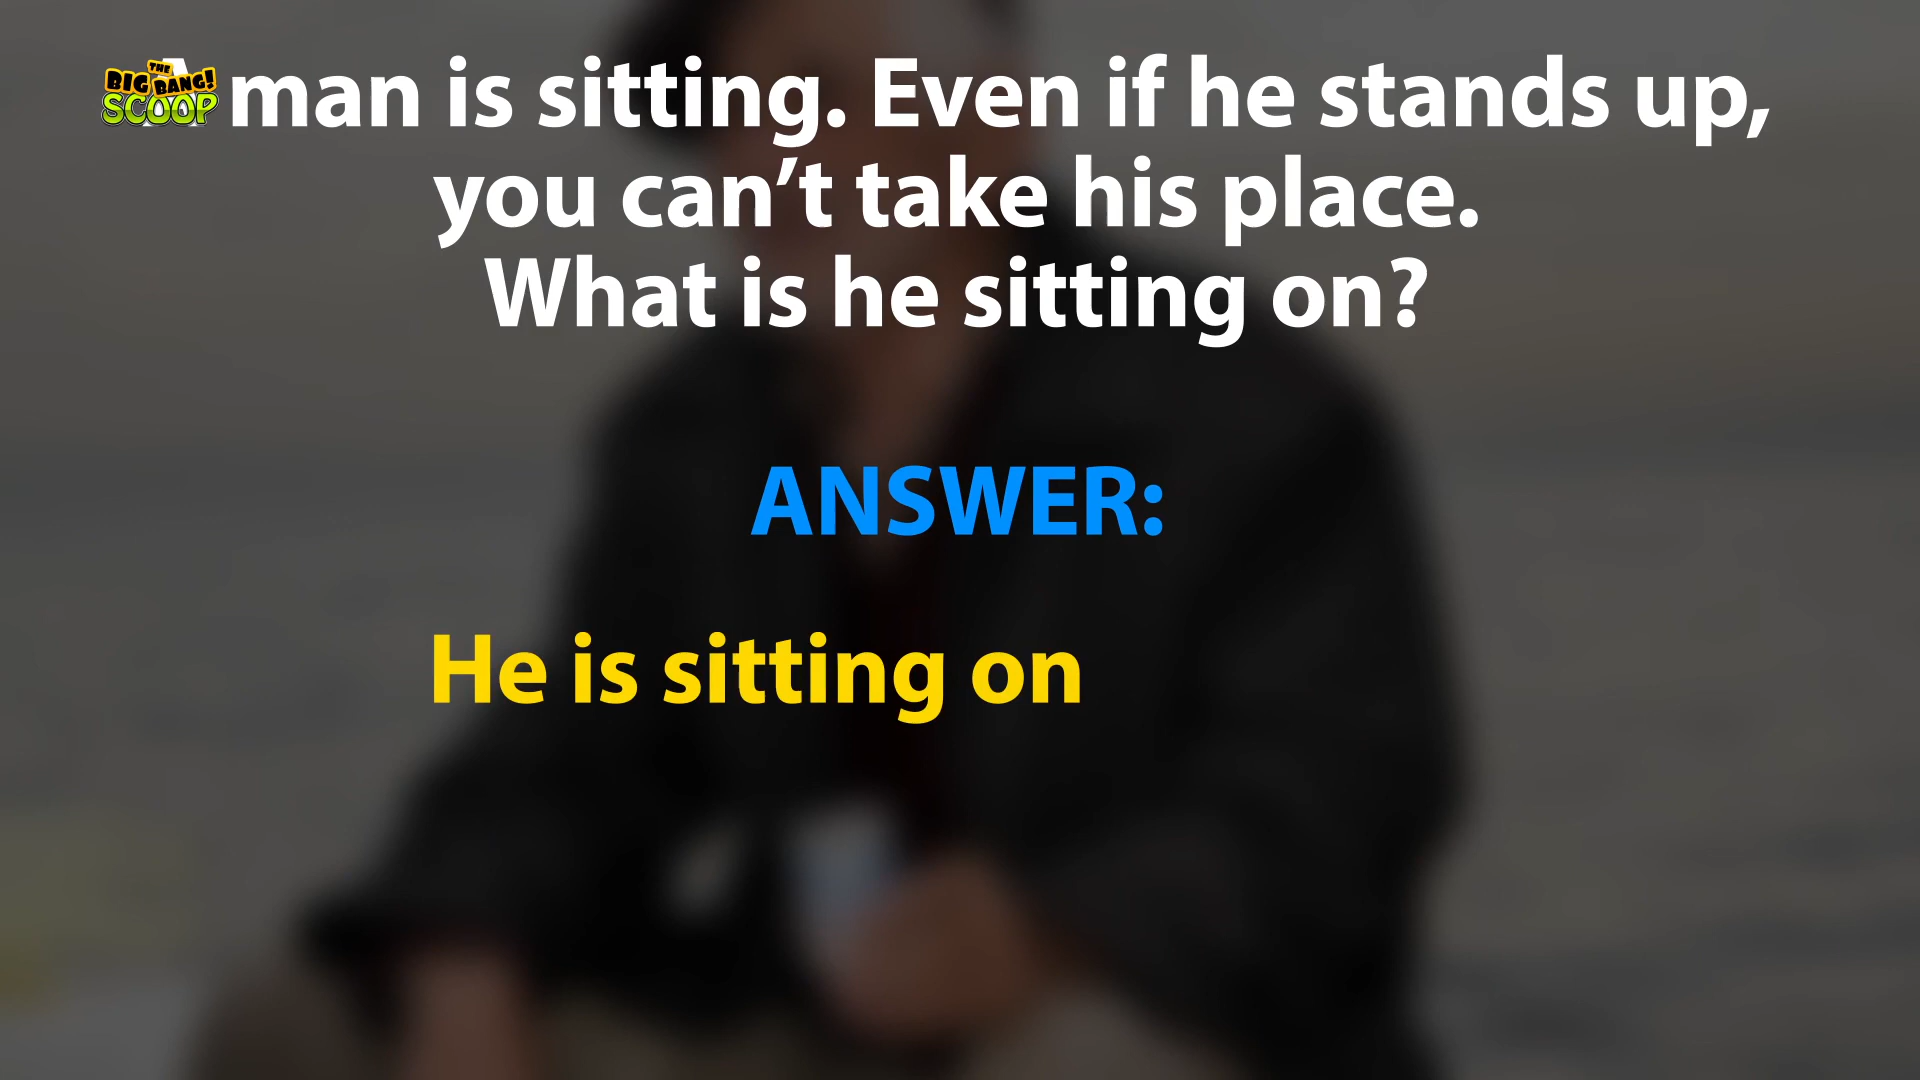 THE
BIG BANG!
SCOOP
A man is sitting. Even if he stands up,
you can’t take his place.
What is he sitting on?
ANSWER:
He is sitting on